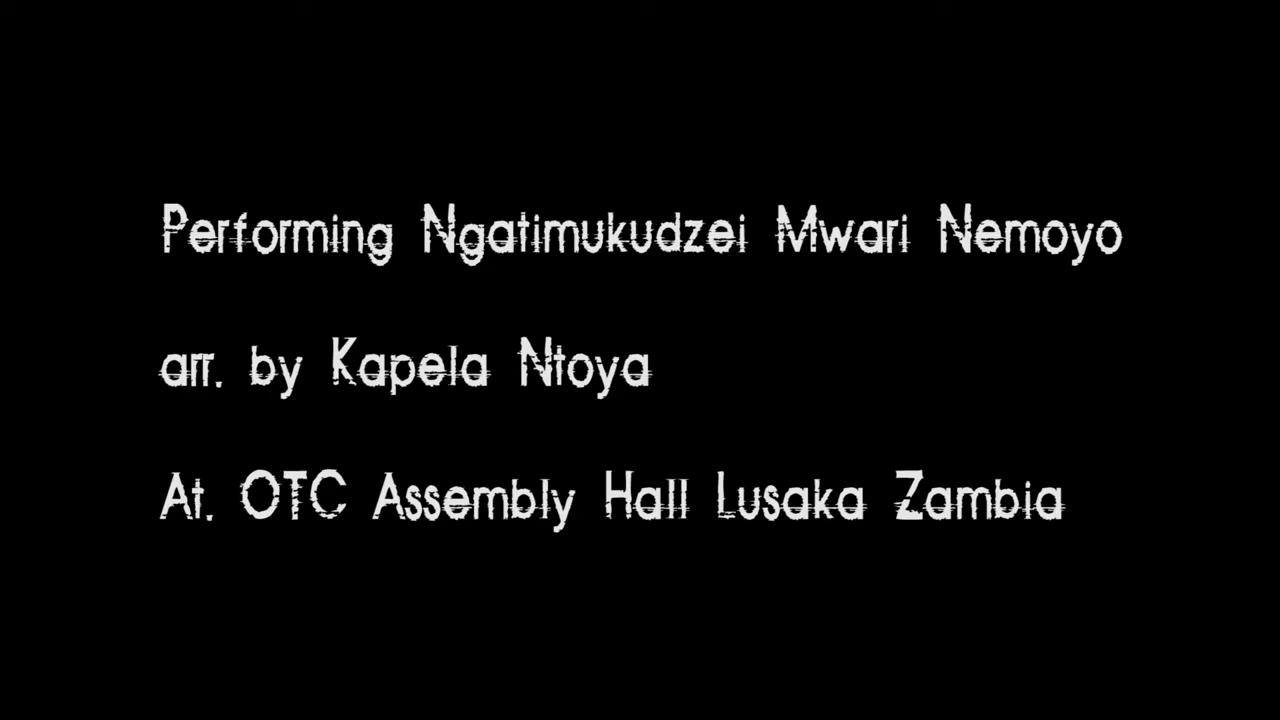 Performing Ngatimukudzei Mwari Nemoyo
arr. by Kapela Ntoya
At. OTC Assembly Hall Lusaka Zambia